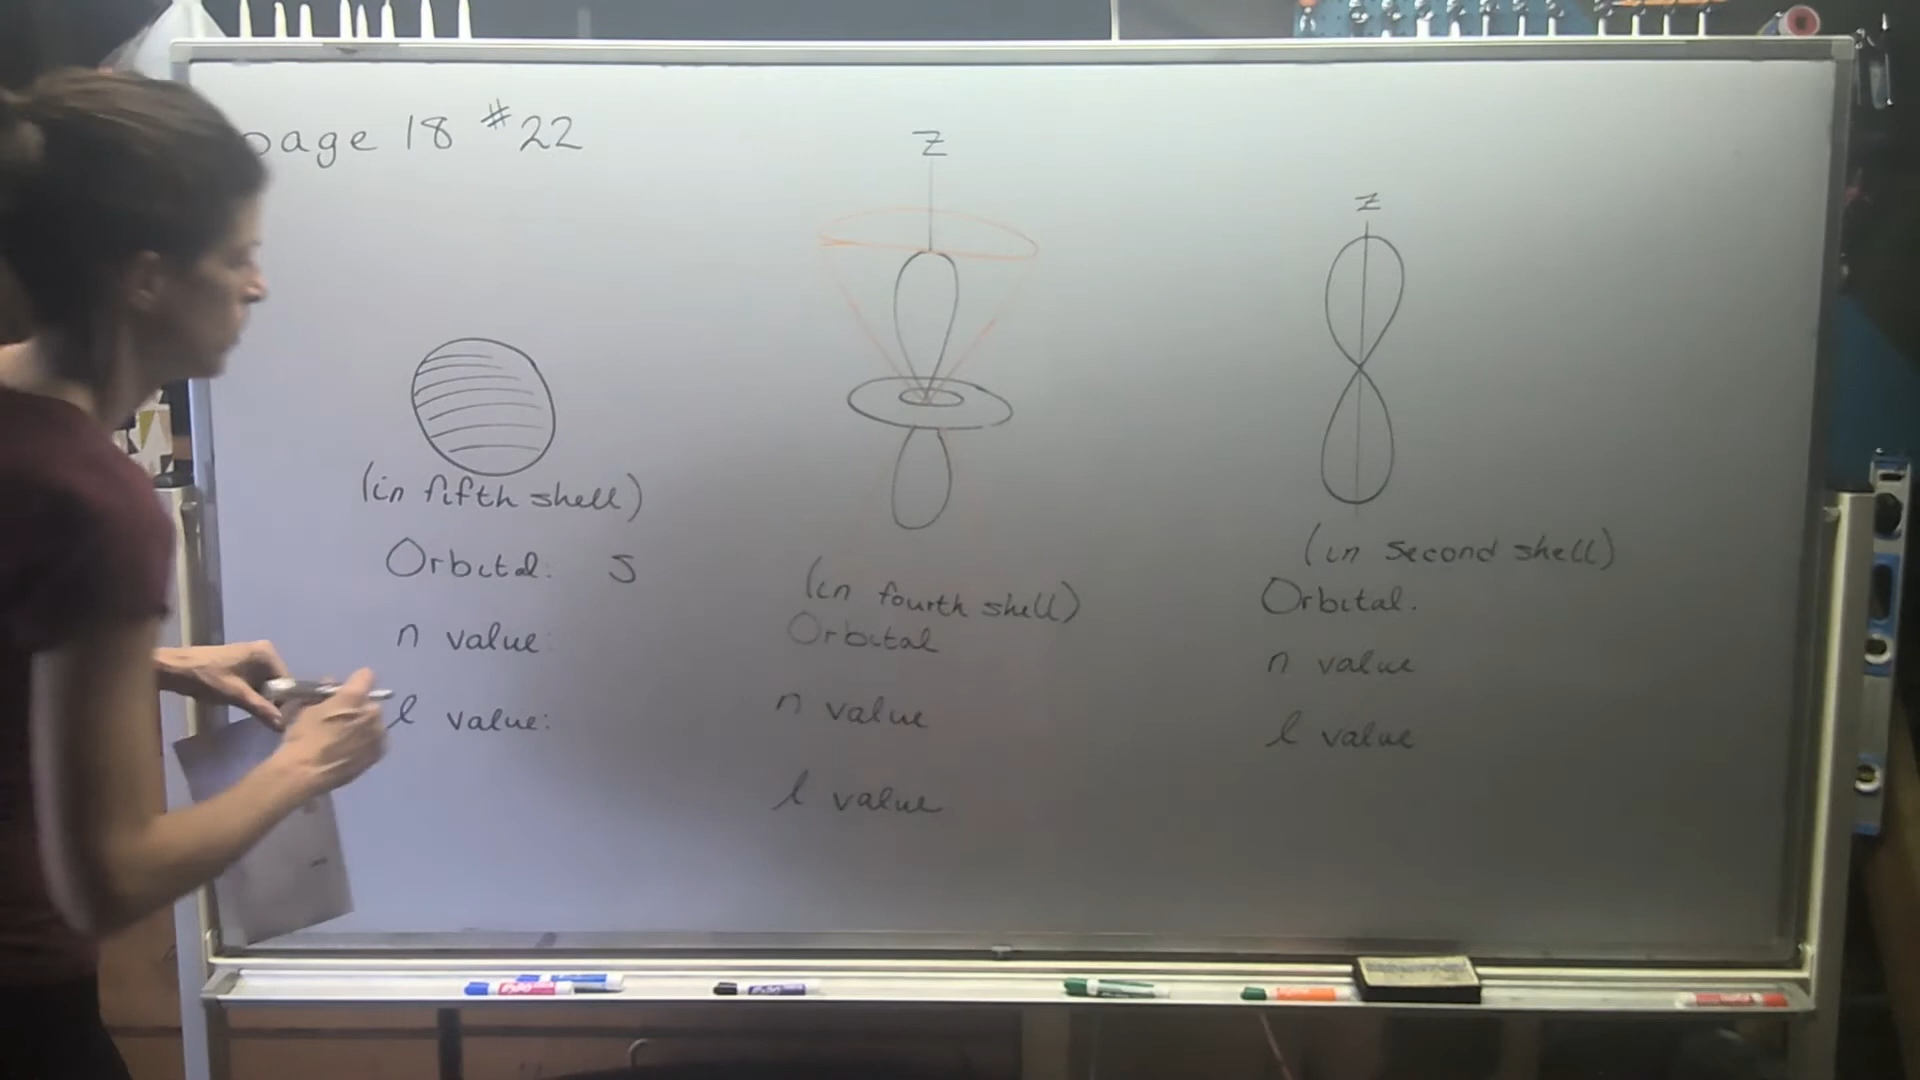 page 18 #22
(in fifth shell)
Orbital: S
n value:
l value:
Z
(in fourth shell)
Orbital
n value
l value
Z
(in second shell)
Orbital.
n value
l value